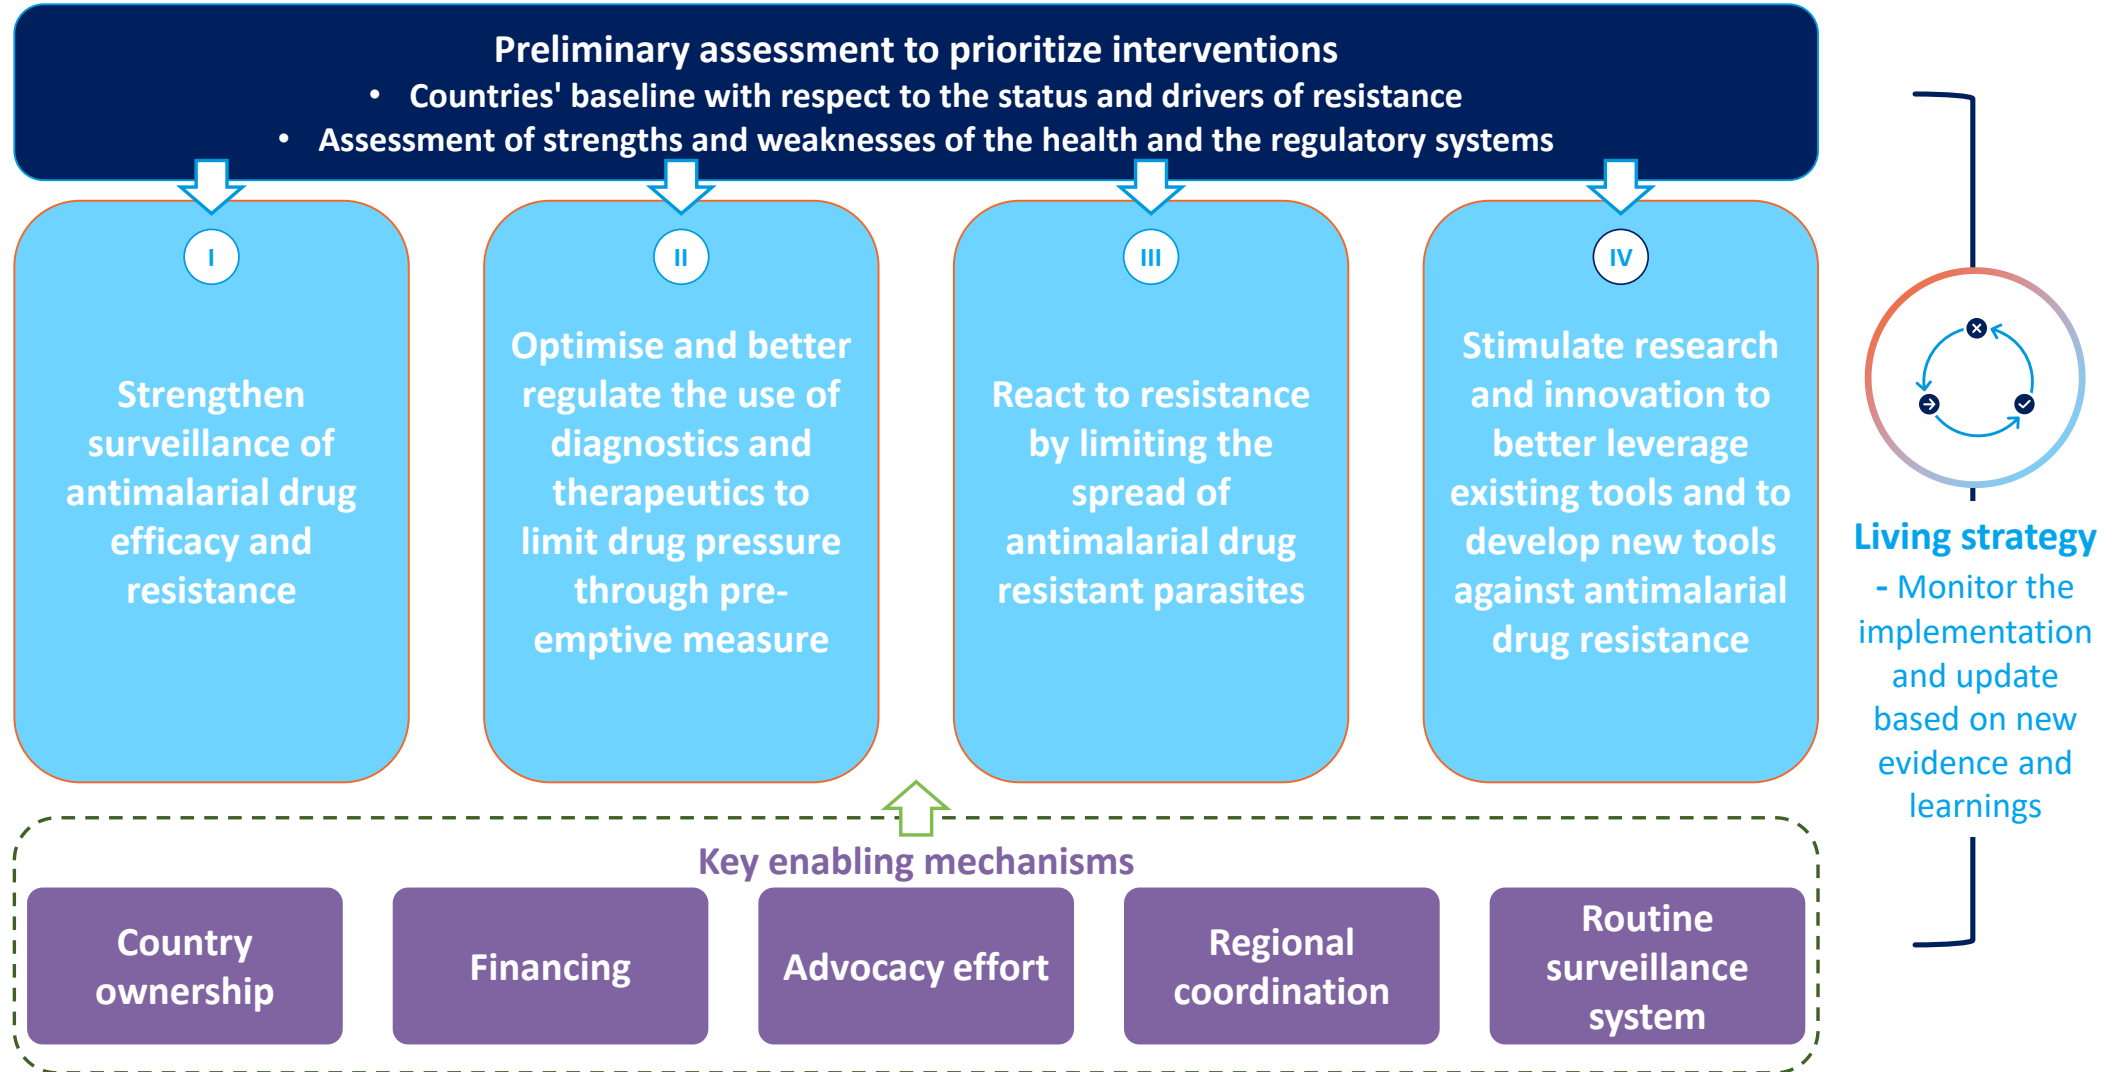 Preliminary assessment to prioritize interventions
• Countries' baseline with respect to the status and drivers of resistance
• Assessment of strengths and weaknesses of the health and the regulatory systems
I
Strengthen
surveillance of
antimalarial drug
efficacy and
resistance
II
Optimise and better
regulate the use of
diagnostics and
therapeutics to
limit drug pressure
through pre-
emptive measure
III
React to resistance
by limiting the
spread of
antimalarial drug
resistant parasites
IV
Stimulate research
and innovation to
better leverage
existing tools and to
develop new tools
against antimalarial
drug resistance
Living strategy
- Monitor the
implementation
and update
based on new
evidence and
learnings
Key enabling mechanisms
Country
ownership
Financing
Advocacy effort
Regional
coordination
Routine
surveillance
system